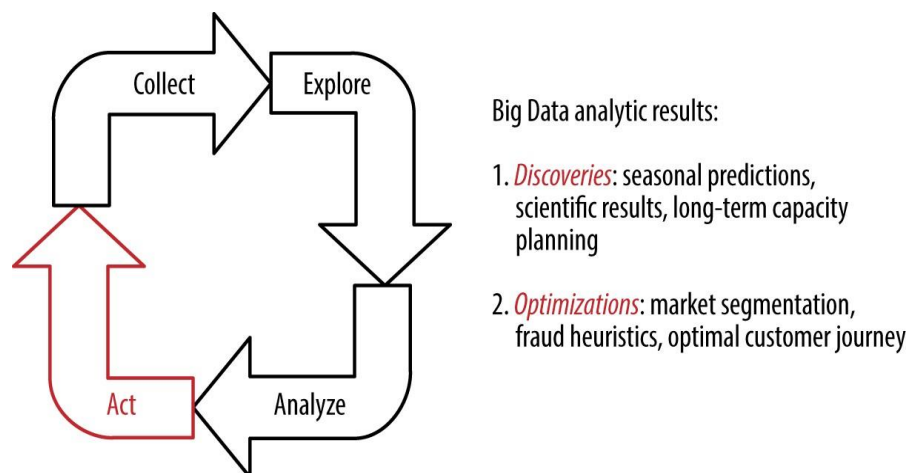 Collect
Explore
Analyze
Act
Big Data analytic results:
1. Discoveries: seasonal predictions,
scientific results, long-term capacity
planning
2. Optimizations: market segmentation,
fraud heuristics, optimal customer journey